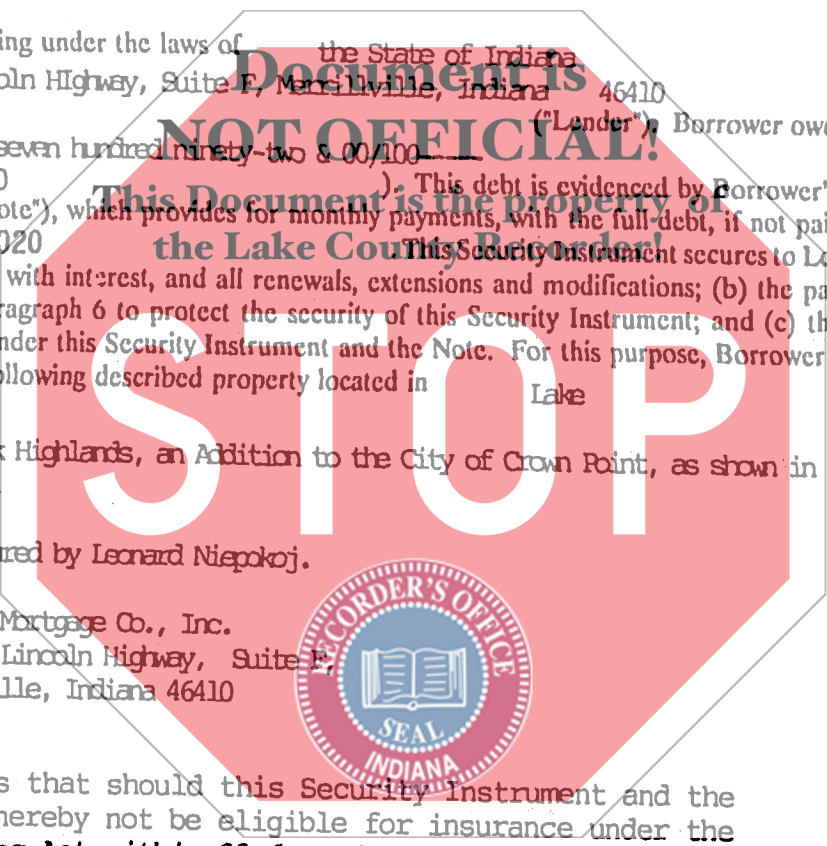 ing under the laws of the State of Indiana
oln HIghway, Suite F, Merrillville, Indiana 46410
Document is
("Lender"). Borrower owe
NOT OFFICIAL!
seven hundred ninety-two & 00/100------
). This debt is evidenced by Borrower'
This Document is the property of
ote"), which provides for monthly payments, with the full debt, if not pai
020 This Security Instrument secures to Le
the Lake County Recorder!
with interest, and all renewals, extensions and modifications; (b) the pa
ragraph 6 to protect the security of this Security Instrument; and (c) th
nder this Security Instrument and the Note. For this purpose, Borrower
ollowing described property located in Lake
STOP
Highlands, an Addition to the City of Crown Point, as shown in
red by Leonard Niepokoj.
Mortgage Co., Inc.
Lincoln Highway, Suite F,
lle, Indiana 46410
RECORDER'S OFFICE
SEAL
INDIANA
s that should this Security Instrument and the
hereby not be eligible for insurance under the